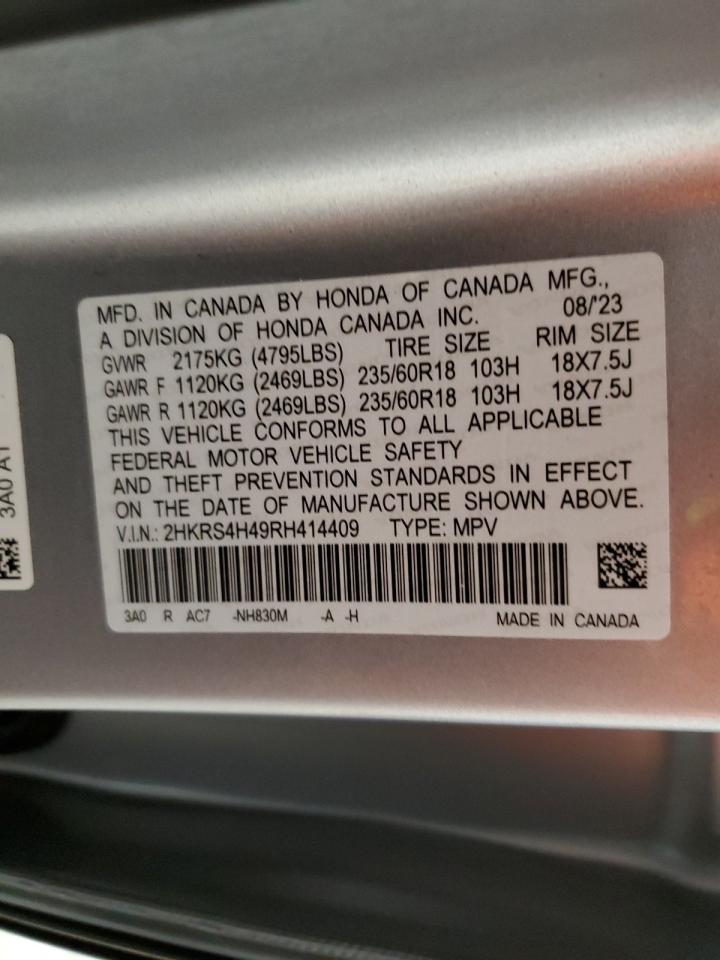 MFD. IN CANADA BY HONDA OF CANADA MFG.,
A DIVISION OF HONDA CANADA INC. 08/'23
GVWR 2175KG (4795LBS) TIRE SIZE RIM SIZE
GAWR F 1120KG (2469LBS) 235/60R18 103H 18X7.5J
GAWR R 1120KG (2469LBS) 235/60R18 103H 18X7.5J
THIS VEHICLE CONFORMS TO ALL APPLICABLE
FEDERAL MOTOR VEHICLE SAFETY
AND THEFT PREVENTION STANDARDS IN EFFECT
ON THE DATE OF MANUFACTURE SHOWN ABOVE.
V.I.N.: 2HKRS4H49RH414409 TYPE: MPV
3A0 R AC7 -NH830M -A -H MADE IN CANADA
3A0 A1